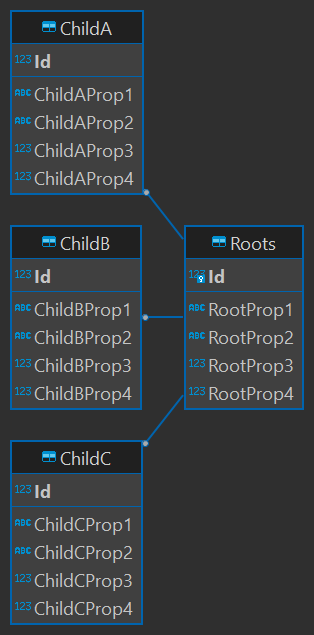 ChildA
123 Id
ABC ChildAProp1
ABC ChildAProp2
123 ChildAProp3
123 ChildAProp4
ChildB
123 Id
ABC ChildBProp1
ABC ChildBProp2
123 ChildBProp3
123 ChildBProp4
Roots
123 Id
ABC RootProp1
ABC RootProp2
123 RootProp3
123 RootProp4
ChildC
123 Id
ABC ChildCProp1
ABC ChildCProp2
123 ChildCProp3
123 ChildCProp4